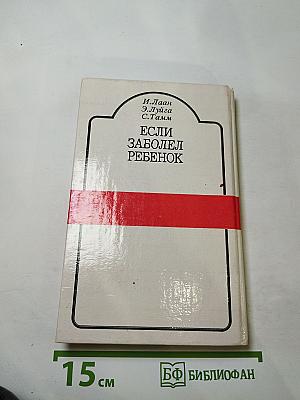 И.Лаан
Э.Луйга
С.Тамм
ЕСЛИ
ЗАБОЛЕЛ
РЕБЕНОК
15 см
БФ БИБЛИОФАН